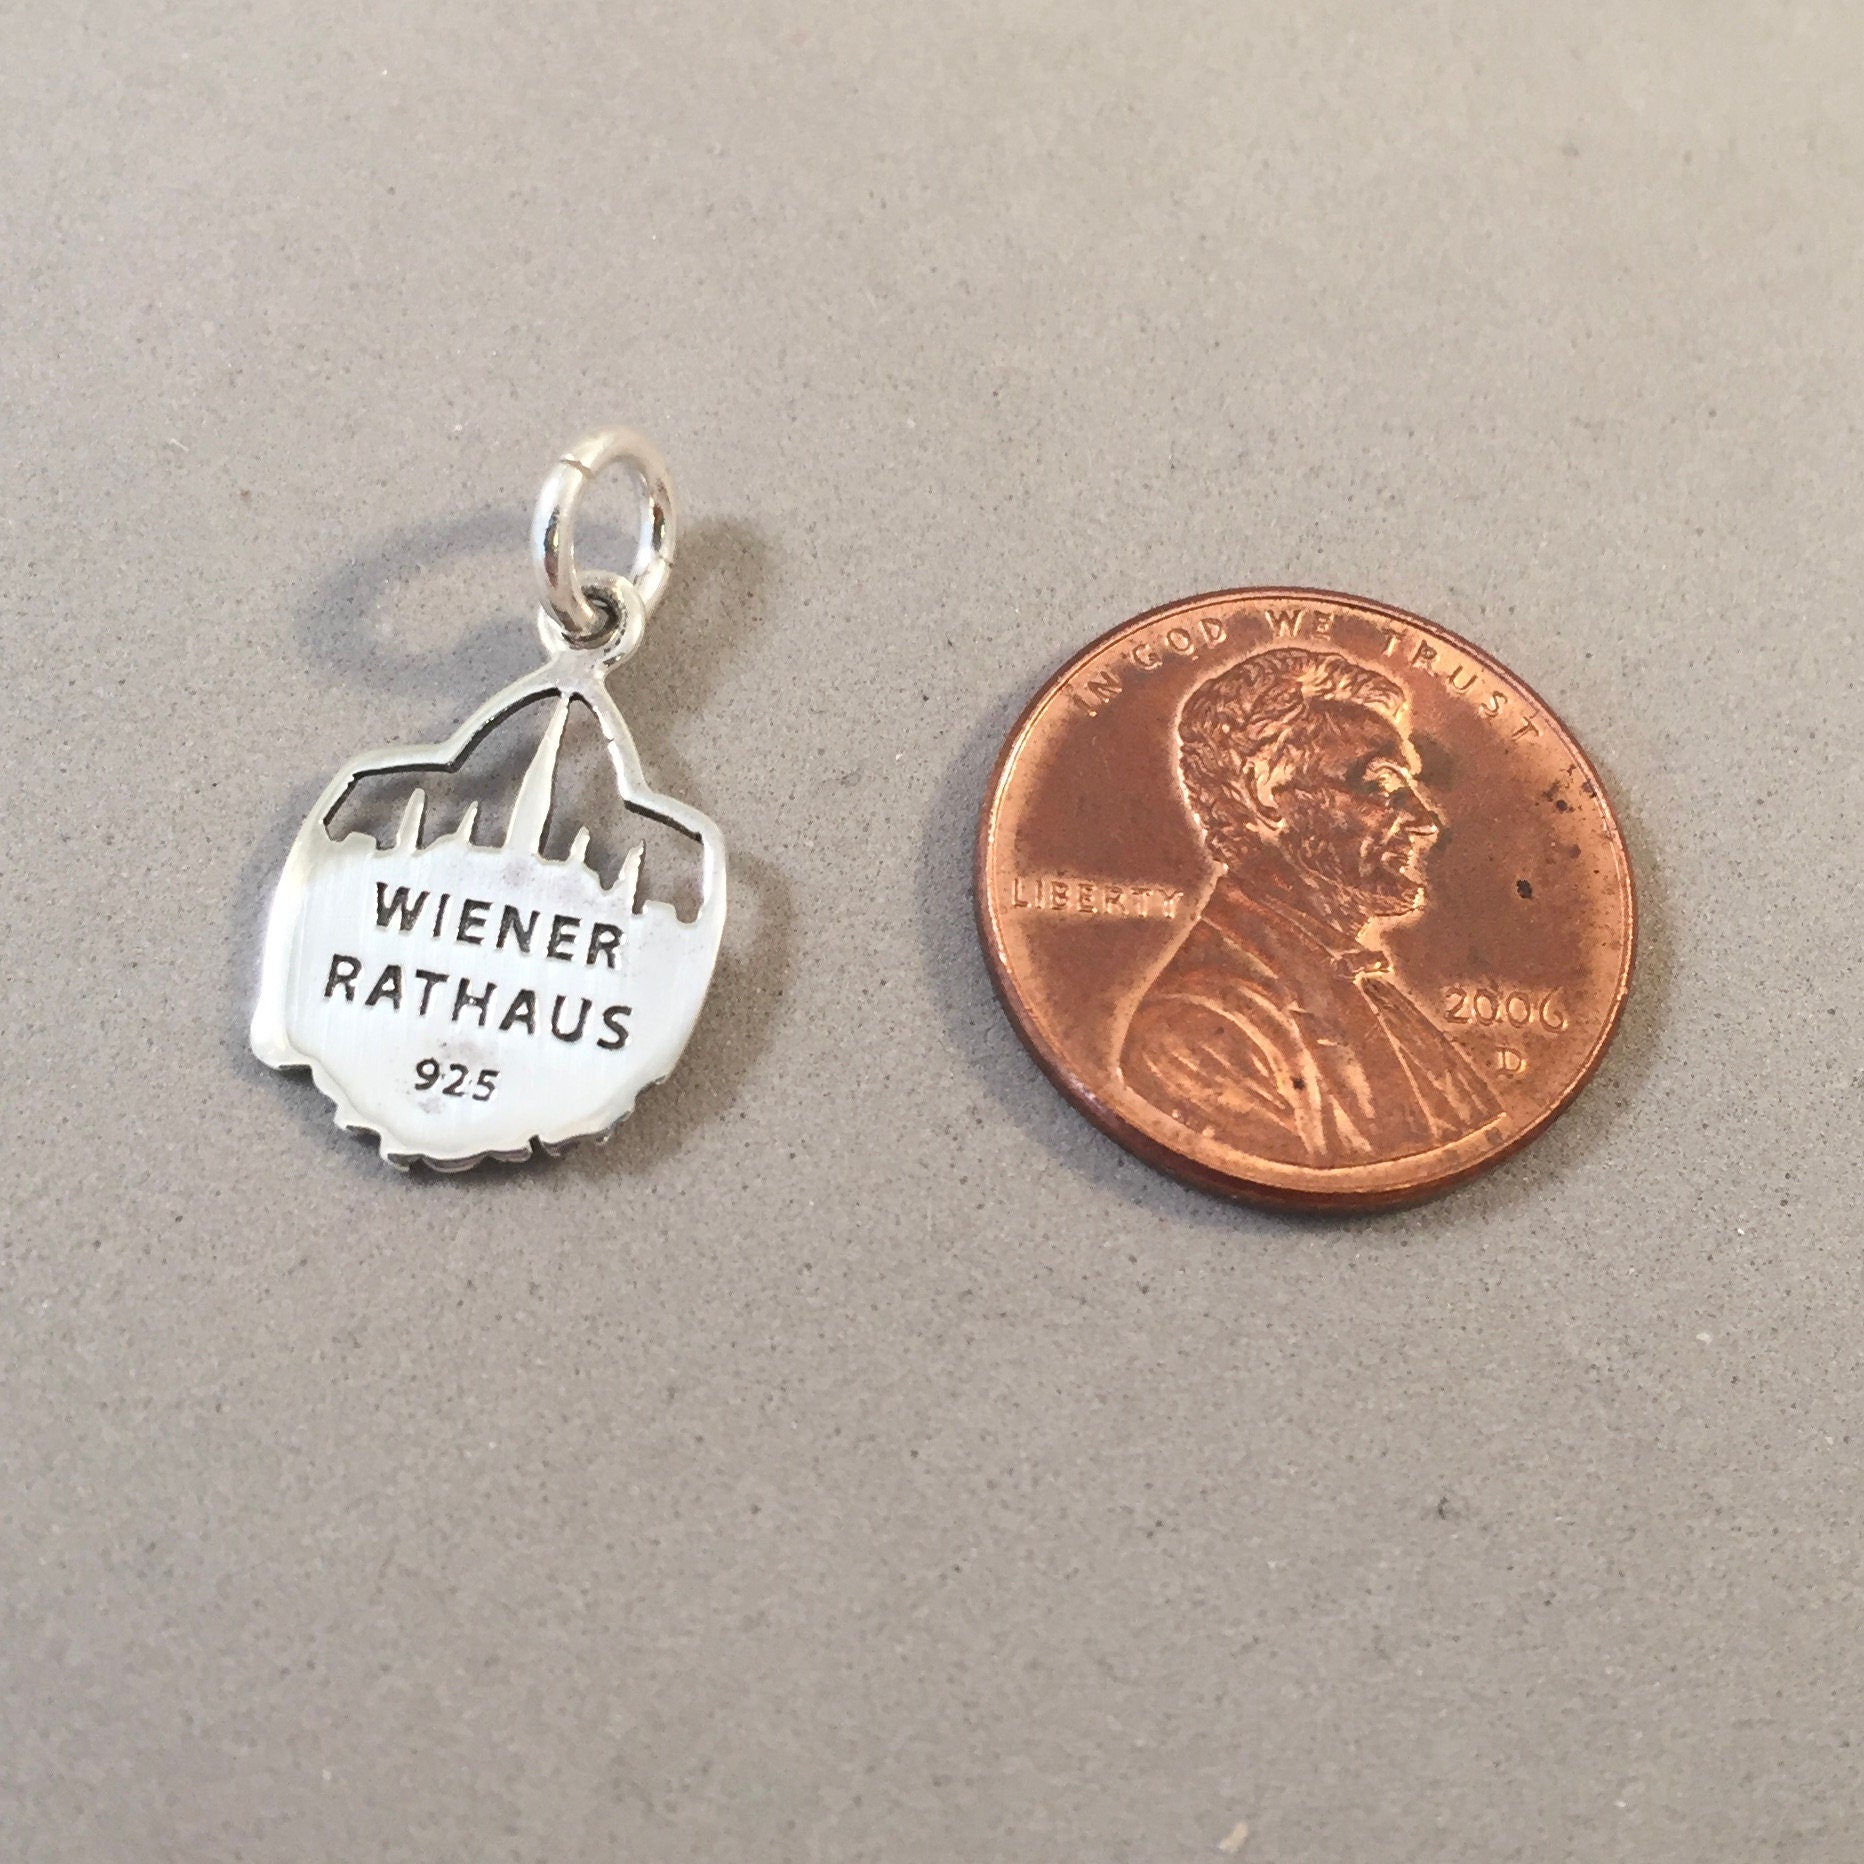 WIENER
RATHAUS
925
IN GOD WE TRUST
LIBERTY
2006
D